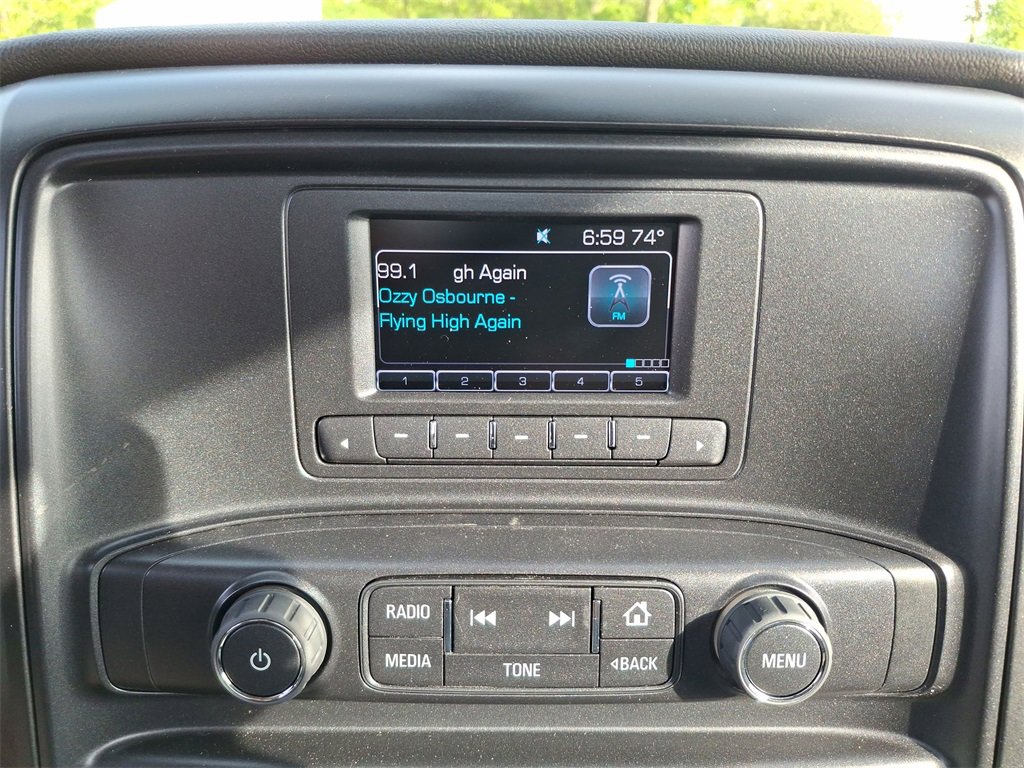 6:59 74°
99.1 gh Again
Ozzy Osbourne -
Flying High Again
FM
1 2 3 4 5
RADIO
MEDIA
TONE
BACK
MENU